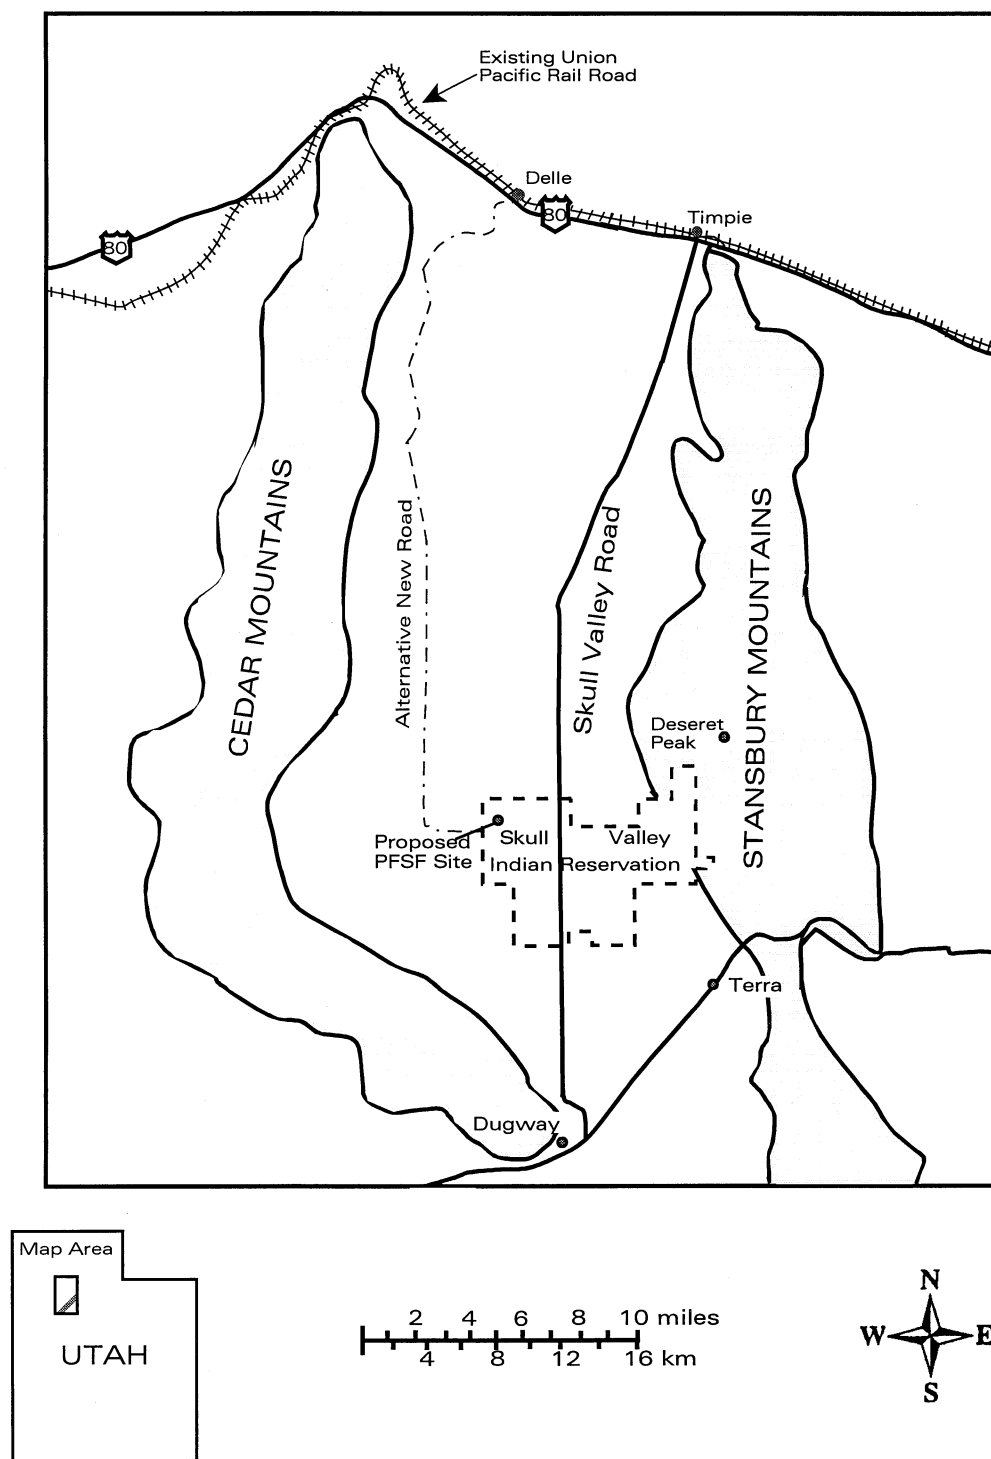 Existing Union
Pacific Rail Road
Delle
80
Timpie
80
CEDAR MOUNTAINS
Alternative New Road
Skull Valley Road
STANSBURY MOUNTAINS
Deseret
Peak
Proposed
PFSF Site
Skull Valley
Indian Reservation
Terra
Dugway
Map Area
UTAH
2 4 6 8 10 miles
4 8 12 16 km
N
W E
S